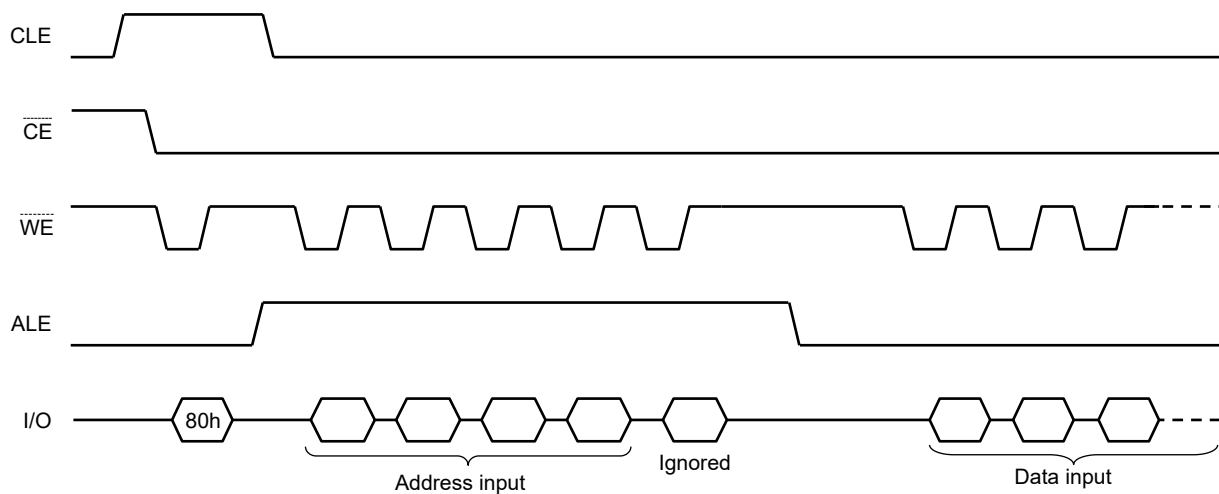 CLE
CE
WE
ALE
I/O
80h
Address input
Ignored
Data input